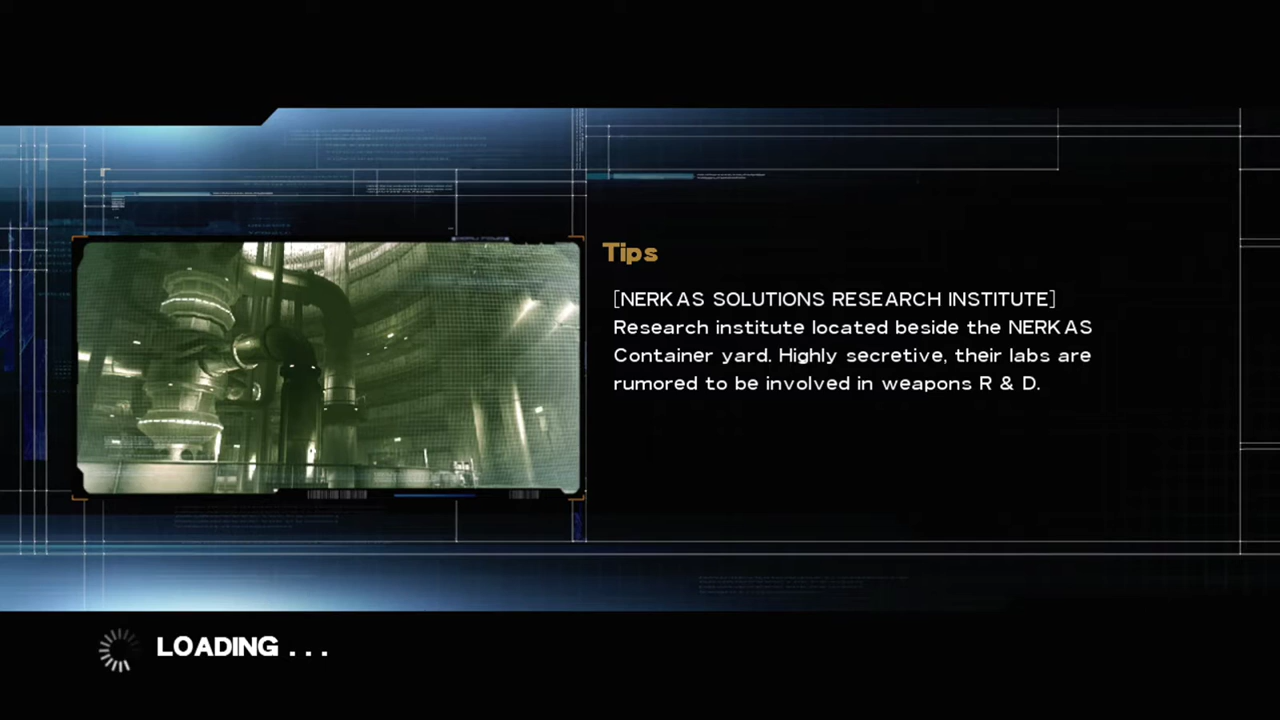 Tips
[NERKAS SOLUTIONS RESEARCH INSTITUTE]
Research institute located beside the NERKAS
Container yard. Highly secretive, their labs are
rumored to be involved in weapons R & D.
LOADING . . .